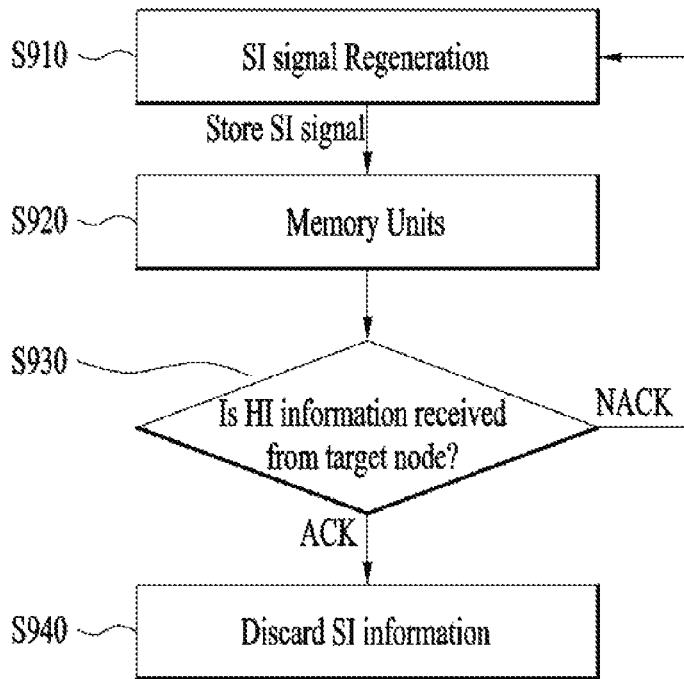 S910
SI signal Regeneration
Store SI signal
S920
Memory Units
S930
Is HI information received
from target node?
NACK
ACK
S940
Discard SI information